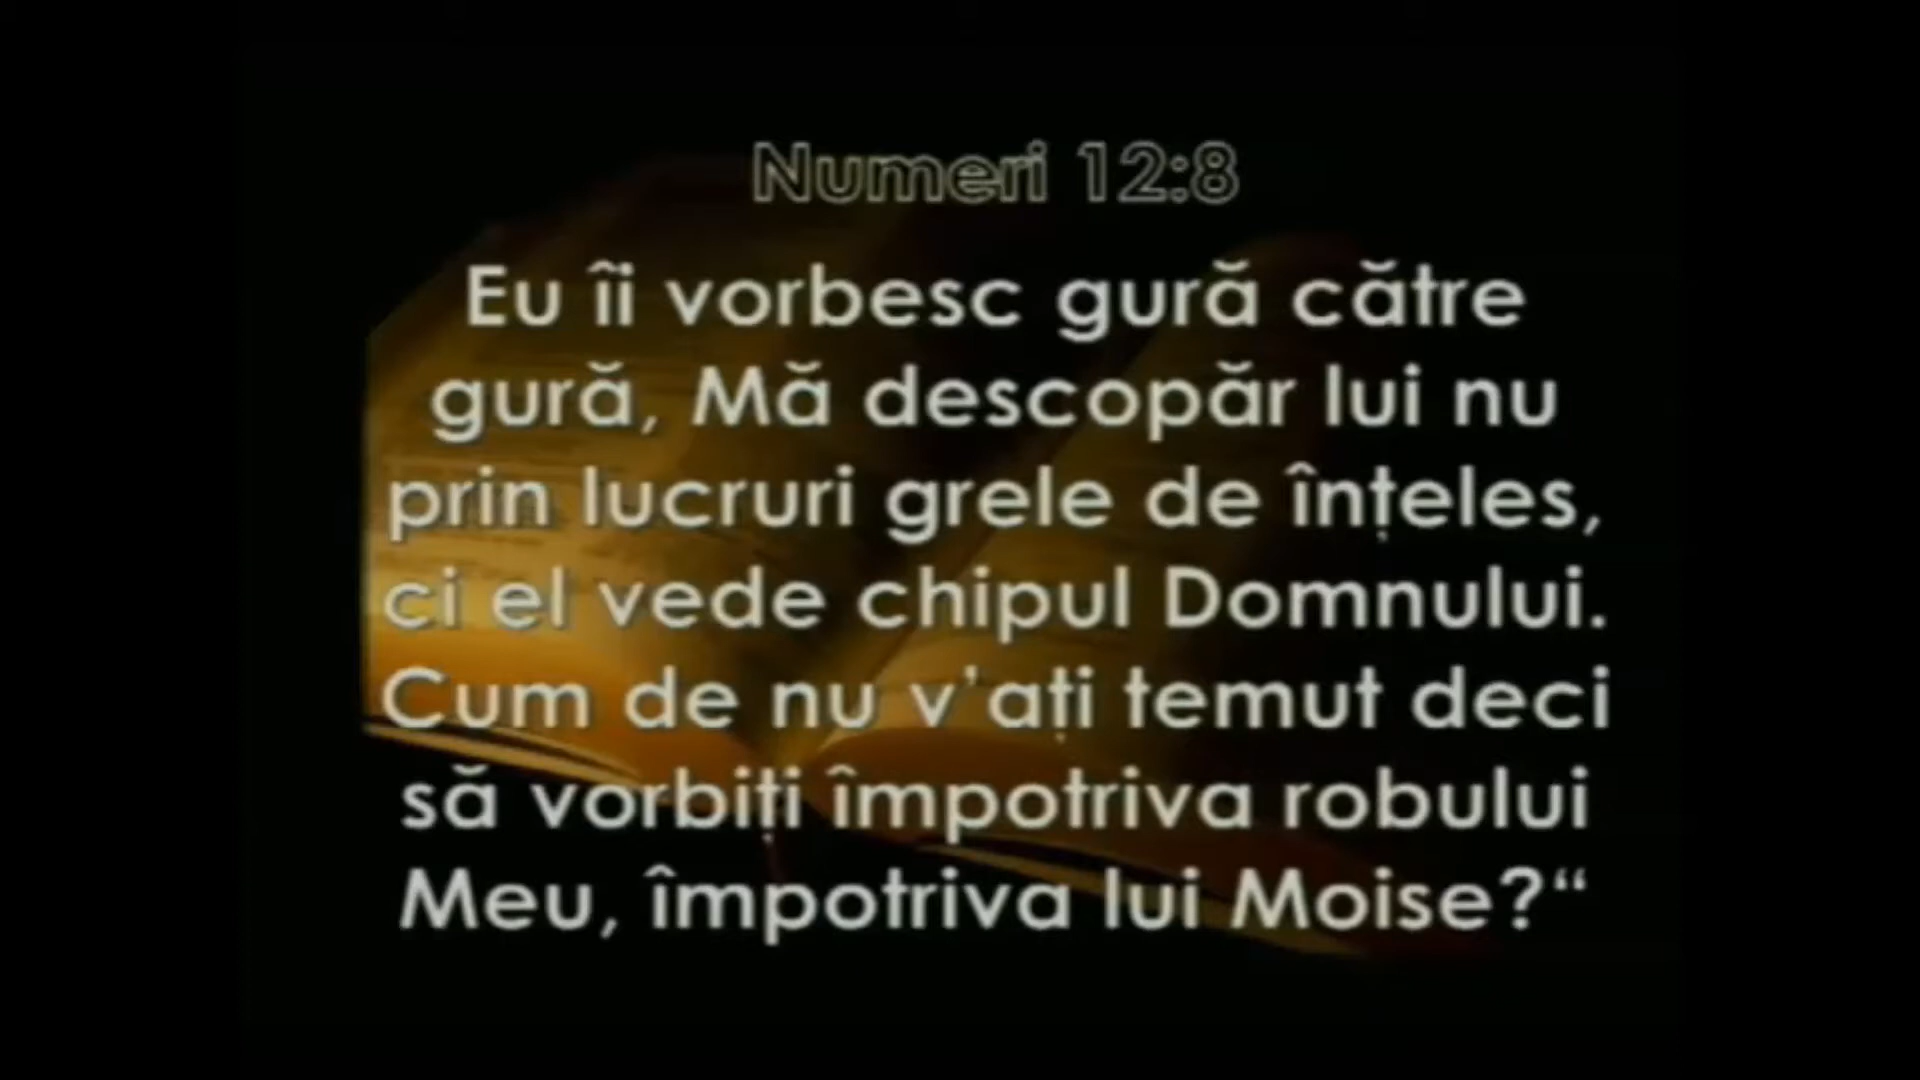 Numeri 12:8
Eu îi vorbesc gură către
gură, Mă descopăr lui nu
prin lucruri grele de înțeles,
ci el vede chipul Domnului.
Cum de nu v’ați temut deci
să vorbiți împotriva robului
Meu, împotriva lui Moise?“